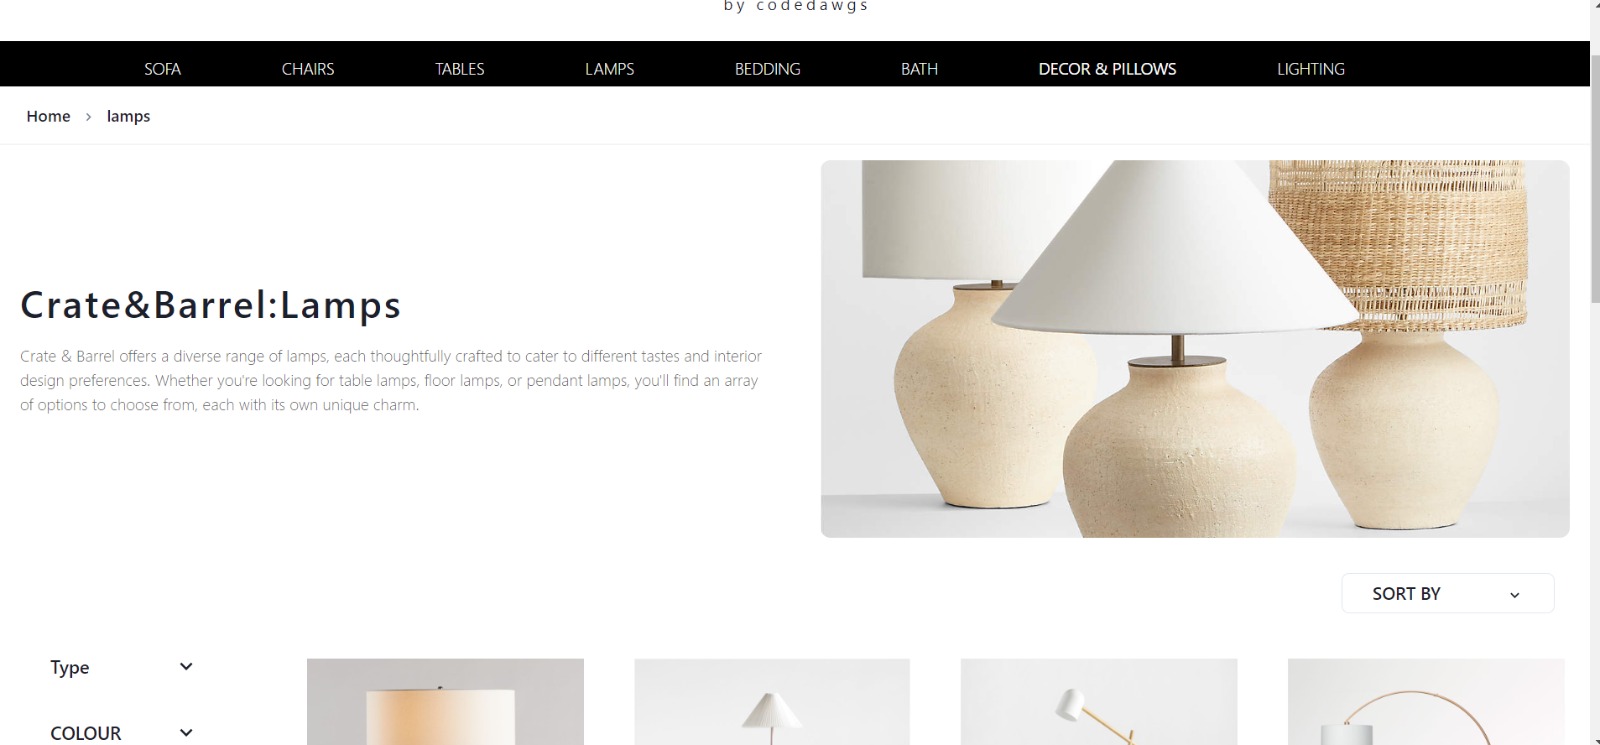 by codedawgs
SOFA CHAIRS TABLES LAMPS BEDDING BATH DECOR & PILLOWS LIGHTING
Home › lamps
Crate&Barrel:Lamps
Crate & Barrel offers a diverse range of lamps, each thoughtfully crafted to cater to different tastes and interior
design preferences. Whether you're looking for table lamps, floor lamps, or pendant lamps, you'll find an array
of options to choose from, each with its own unique charm.
SORT BY
Type
COLOUR